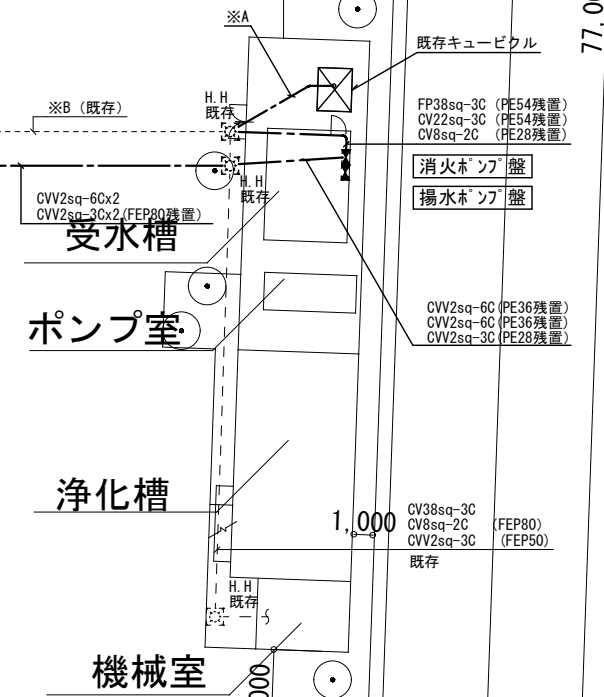 ※A
77,0
既存キュービクル
H.H
既存
※B（既存）
FP38sq-3C（PE54残置）
CV22sq-3C（PE54残置）
CV8sq-2C（PE28残置）
消火ﾎﾟﾝﾌﾟ盤
揚水ﾎﾟﾝﾌﾟ盤
H.H
既存
CVV2sq-6Cx2
CVV2sq-3Cx2(FEP80残置）
受水槽
CVV2sq-6C(PE36残置）
CVV2sq-6C(PE36残置）
CVV2sq-3C(PE28残置）
ポンプ室
浄化槽
1,000
CV38sq-3C
CV8sq-2C （FEP80）
CVV2sq-3C （FEP50）
既存
H.H
既存
機械室
000